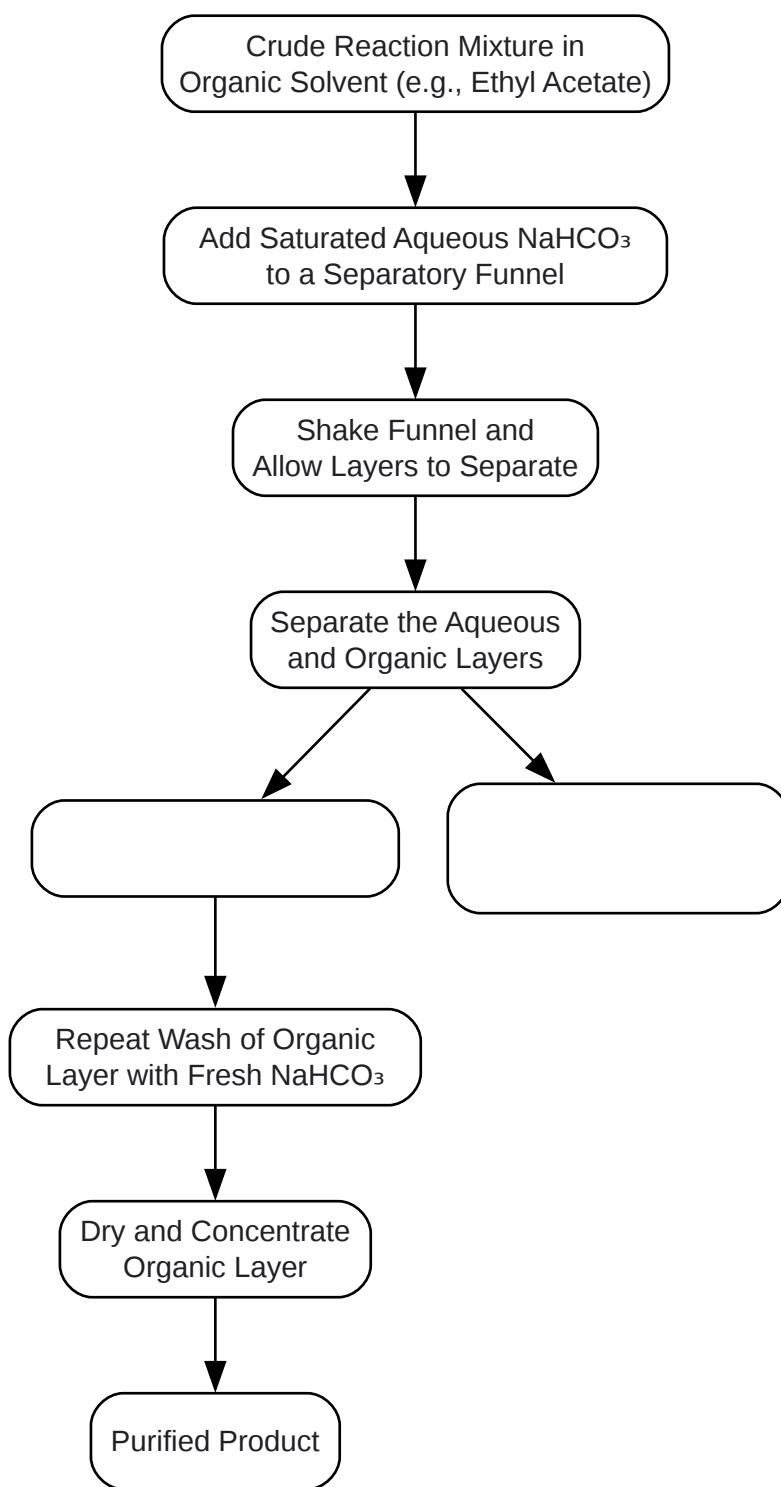 Crude Reaction Mixture in
Organic Solvent (e.g., Ethyl Acetate)
Add Saturated Aqueous NaHCO₃
to a Separatory Funnel
Shake Funnel and
Allow Layers to Separate
Separate the Aqueous
and Organic Layers
Repeat Wash of Organic
Layer with Fresh NaHCO₃
Dry and Concentrate
Organic Layer
Purified Product